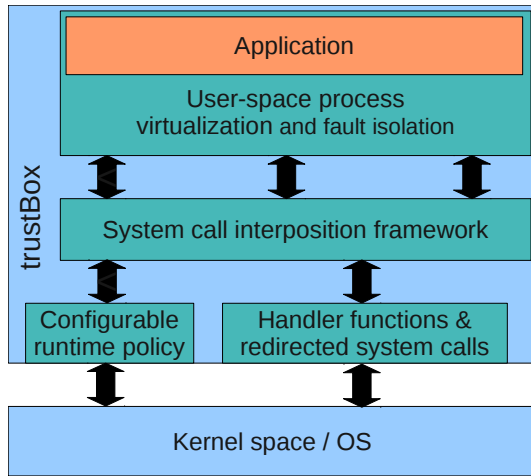 Application
User-space process
virtualization and fault isolation
trustBox
System call interposition framework
Configurable
runtime policy
Handler functions &
redirected system calls
Kernel space / OS